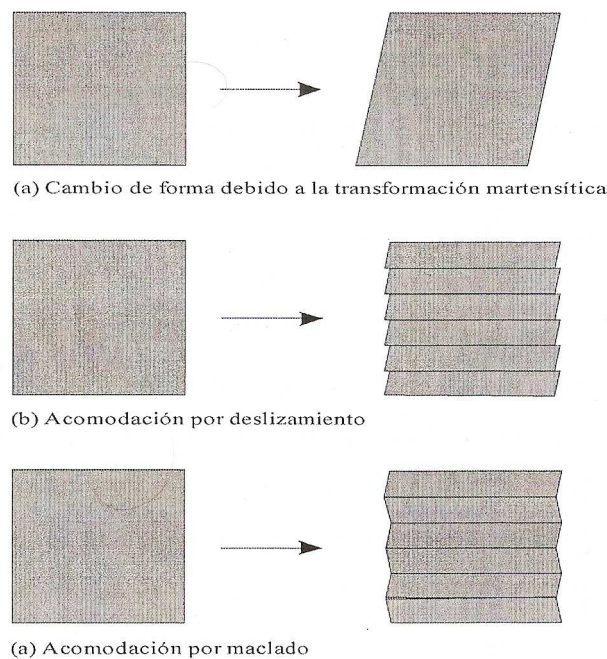 (a) Cambio de forma debido a la transformación martensítica
(b) Acomodación por deslizamiento
(a) Acomodación por maclado